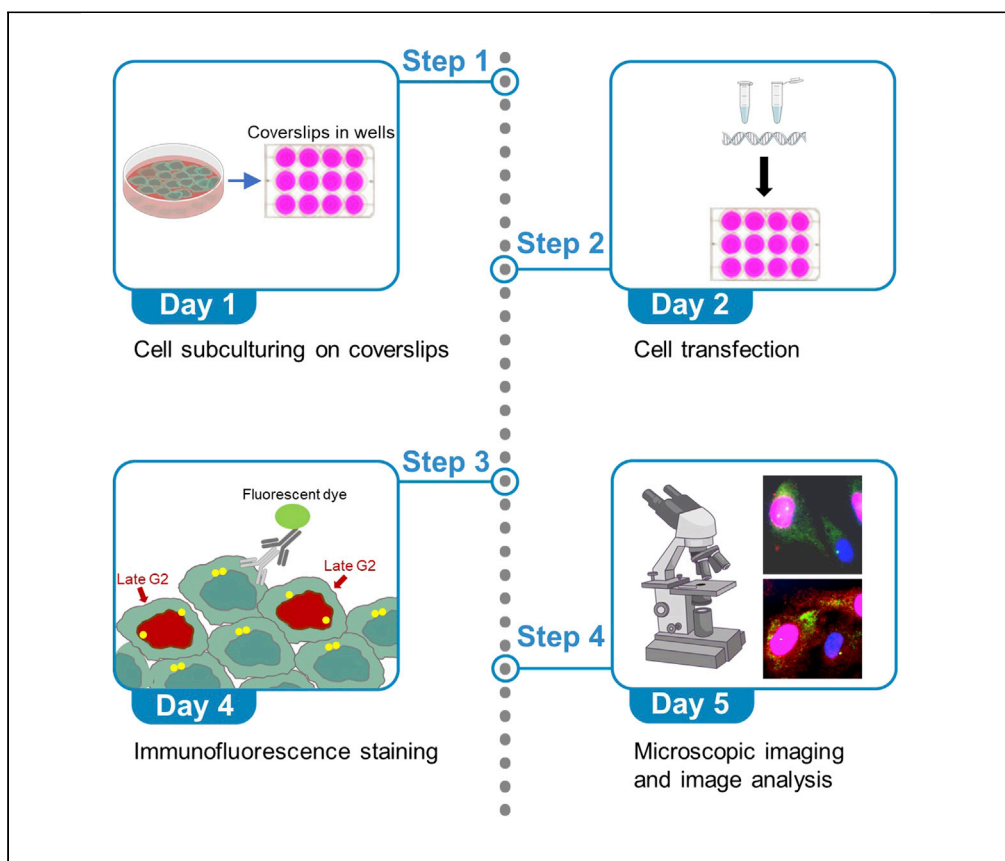 Step 1
Coverslips in wells
Day 1
Cell subculturing on coverslips
Step 2
Day 2
Cell transfection
Step 3
Fluorescent dye
Late G2
Late G2
Day 4
Immunofluorescence staining
Step 4
Day 5
Microscopic imaging
and image analysis